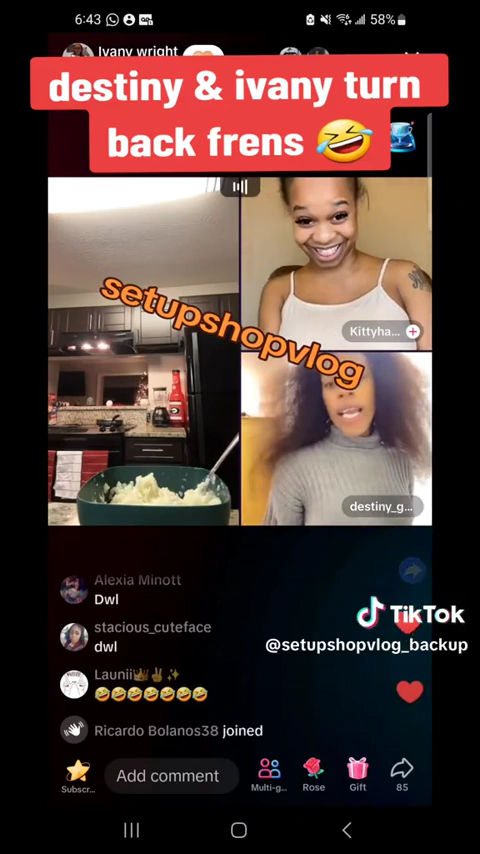 6:43
58%
Ivany wright
destiny & ivany turn
back frens 🤣
setupshopvlog
Kittyha...
destiny_g...
Alexia Minott
Dwl
stacious_cuteface
dwl
Launii👑✌✨
🤣🤣🤣🤣🤣🤣🤣
Ricardo Bolanos38 joined
TikTok
@setupshopvlog_backup
Subscr...
Add comment
Multi-g...
Rose
Gift
85